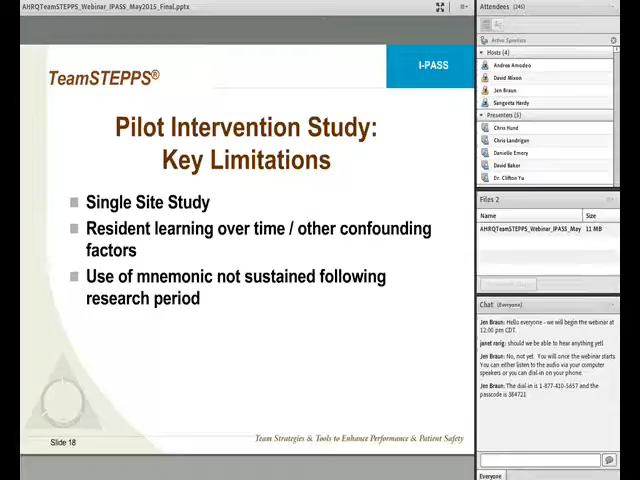 AHRQTeamSTEPPS_Webinar_IPASS_May2015_Final.pptx
I-PASS
TeamSTEPPS®
Pilot Intervention Study:
Key Limitations
Single Site Study
Resident learning over time / other confounding
factors
Use of mnemonic not sustained following
research period
Slide 18
Team Strategies & Tools to Enhance Performance & Patient Safety
Attendees (246)
Active Speakers
Hosts (4)
Andrea Amodeo
David Mixon
Jen Braun
Sangeeta Hardy
Presenters (5)
Chris Hund
Chris Landrigan
Danielle Emery
David Baker
Dr. Clifton Yu
Files 2
Name Size
AHRQTeamSTEPPS_Webinar_IPASS_May 11 MB
Chat (Everyone)
Jen Braun: Hello everyone - we will begin the webinar at
12:00 pm CDT.
janet rarig: should we be able to hear anything yet
Jen Braun: No, not yet. You will once the webinar starts.
You can either listen to the audio via your computer
speakers or you can dial-in on your phone.
Jen Braun: The dial-in is 1-877-410-5657 and the
passcode is 384721
Everyone